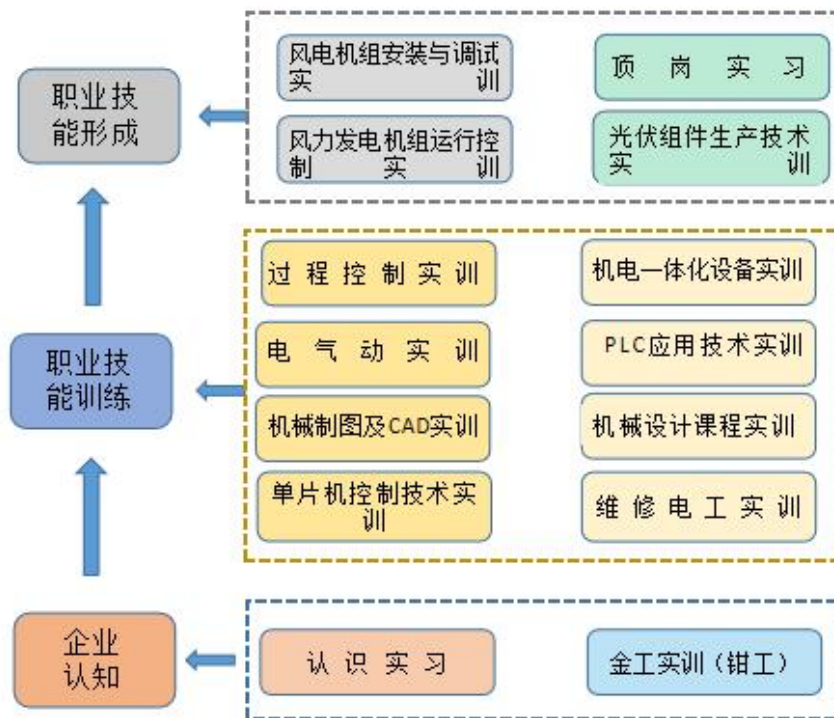 职业技
能形成
风电机组安装与调试
实训
顶岗实习
风力发电机组运行控
制实训
光伏组件生产技术
实训
职业技
能训练
过程控制实训
机电一体化设备实训
电气动实训
PLC应用技术实训
机械制图及CAD实训
机械设计课程实训
单片机控制技术实
训
维修电工实训
企业
认知
认识实习
金工实训（钳工）